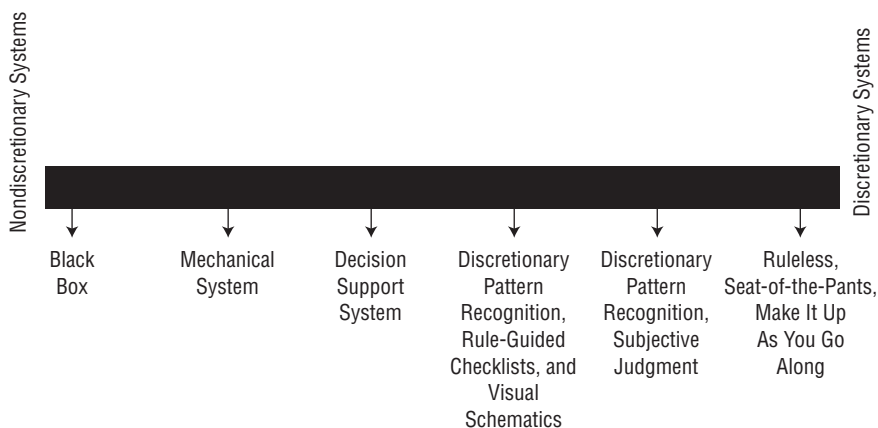 Nondiscretionary Systems
Discretionary Systems
Black
Box
Mechanical
System
Decision
Support
System
Discretionary
Pattern
Recognition,
Rule-Guided
Checklists, and
Visual
Schematics
Discretionary
Pattern
Recognition,
Subjective
Judgment
Ruleless,
Seat-of-the-Pants,
Make It Up
As You Go
Along